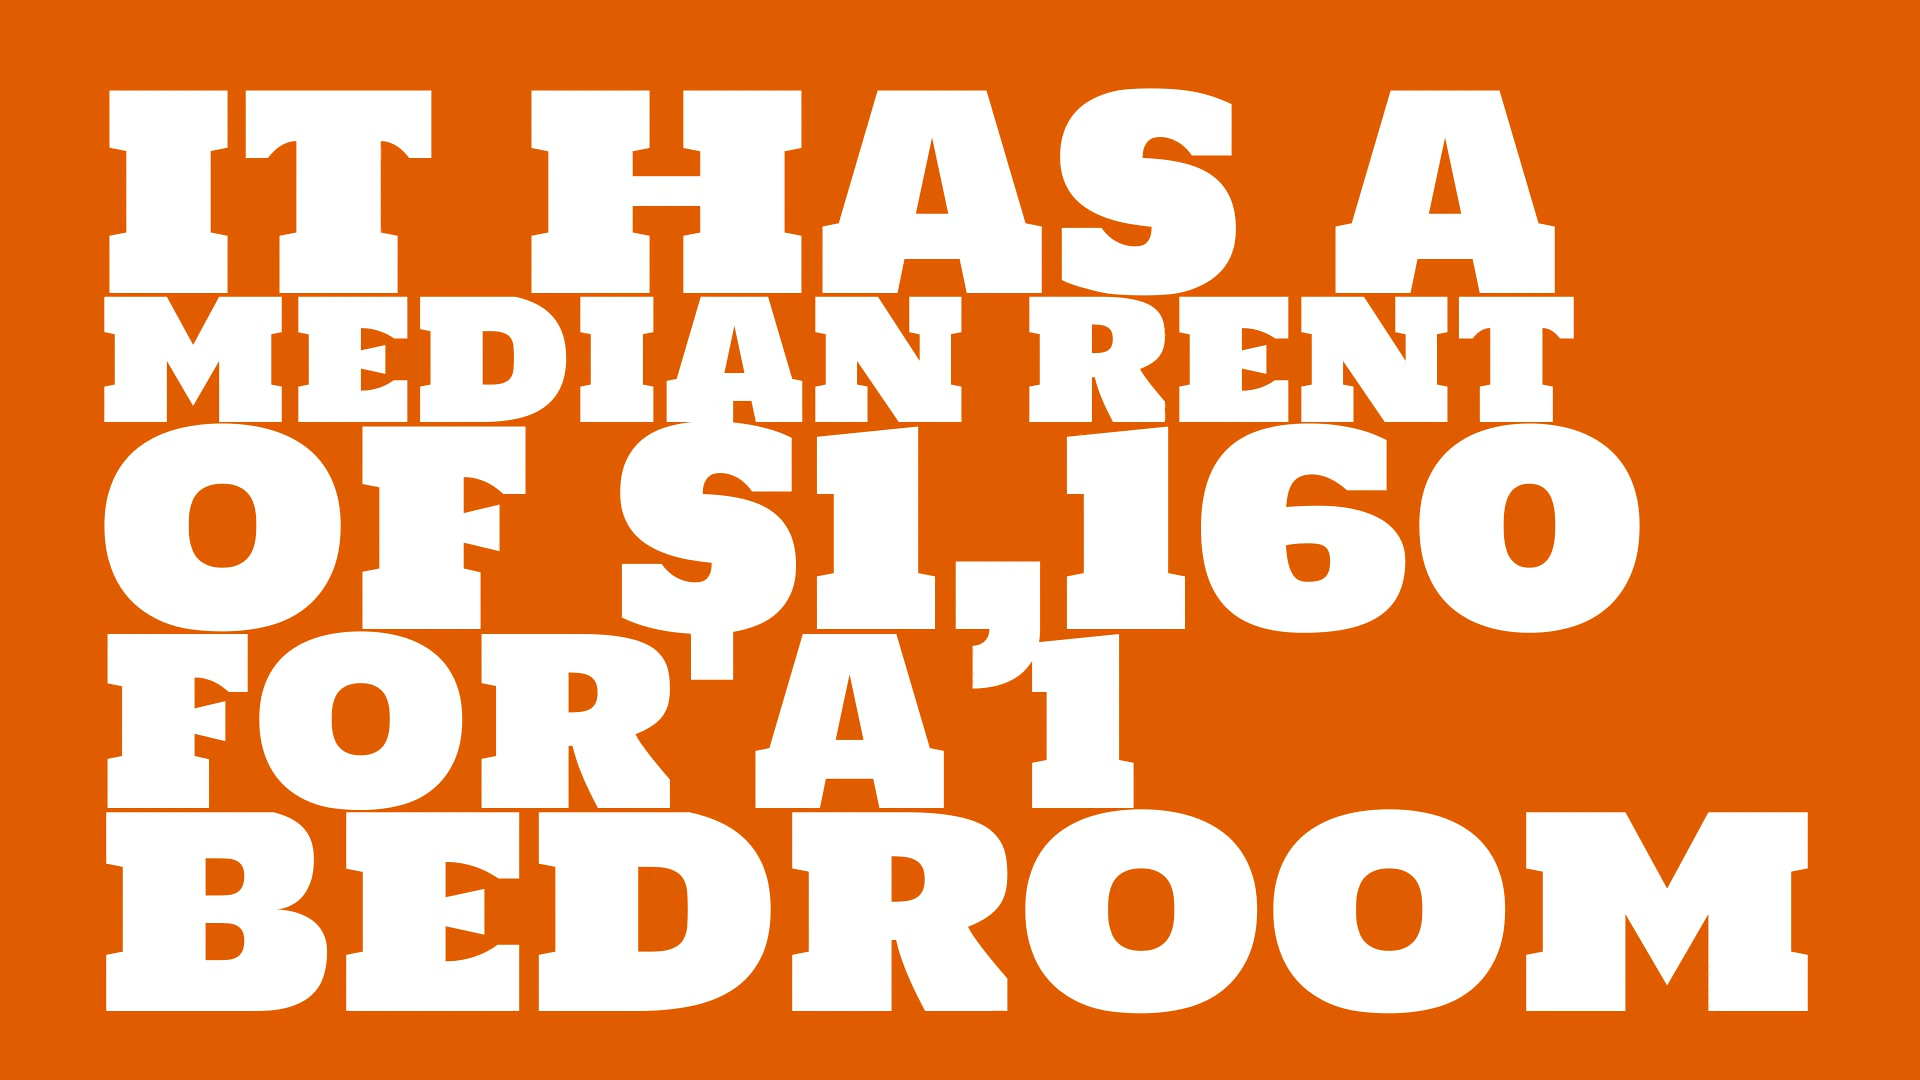 IT HAS A
MEDIAN RENT
OF $1,160
FOR A 1
BEDROOM